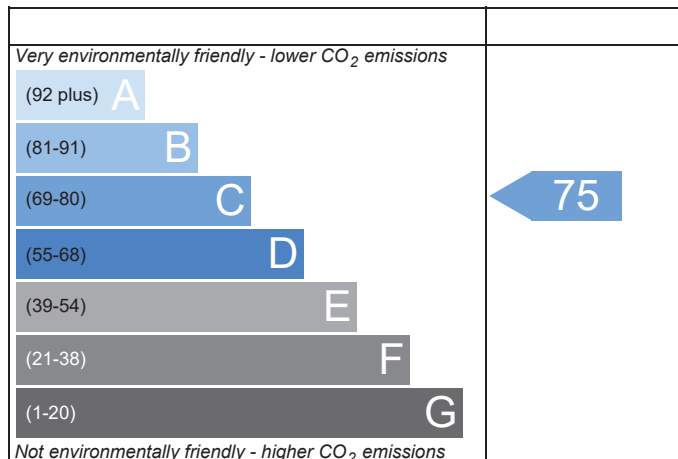 Very environmentally friendly - lower CO₂ emissions
(92 plus) A
(81-91) B
(69-80) C
75
(55-68) D
(39-54) E
(21-38) F
(1-20) G
Not environmentally friendly - higher CO₂ emissions